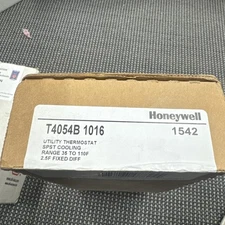 Honeywell
T4054B 1016
1542
UTILITY THERMOSTAT
SPST COOLING
RANGE 35 TO 110F
2.5F FIXED DIFF